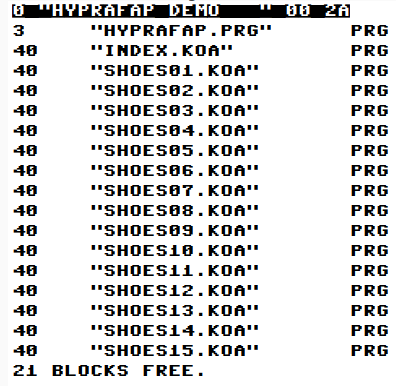 0 "HYPRAFAP DEMO    " 00 2A
3 "HYPRAFAP.PRG" PRG
40 "INDEX.KOA" PRG
40 "SHOES01.KOA" PRG
40 "SHOES02.KOA" PRG
40 "SHOES03.KOA" PRG
40 "SHOES04.KOA" PRG
40 "SHOES05.KOA" PRG
40 "SHOES06.KOA" PRG
40 "SHOES07.KOA" PRG
40 "SHOES08.KOA" PRG
40 "SHOES09.KOA" PRG
40 "SHOES10.KOA" PRG
40 "SHOES11.KOA" PRG
40 "SHOES12.KOA" PRG
40 "SHOES13.KOA" PRG
40 "SHOES14.KOA" PRG
40 "SHOES15.KOA" PRG
21 BLOCKS FREE.